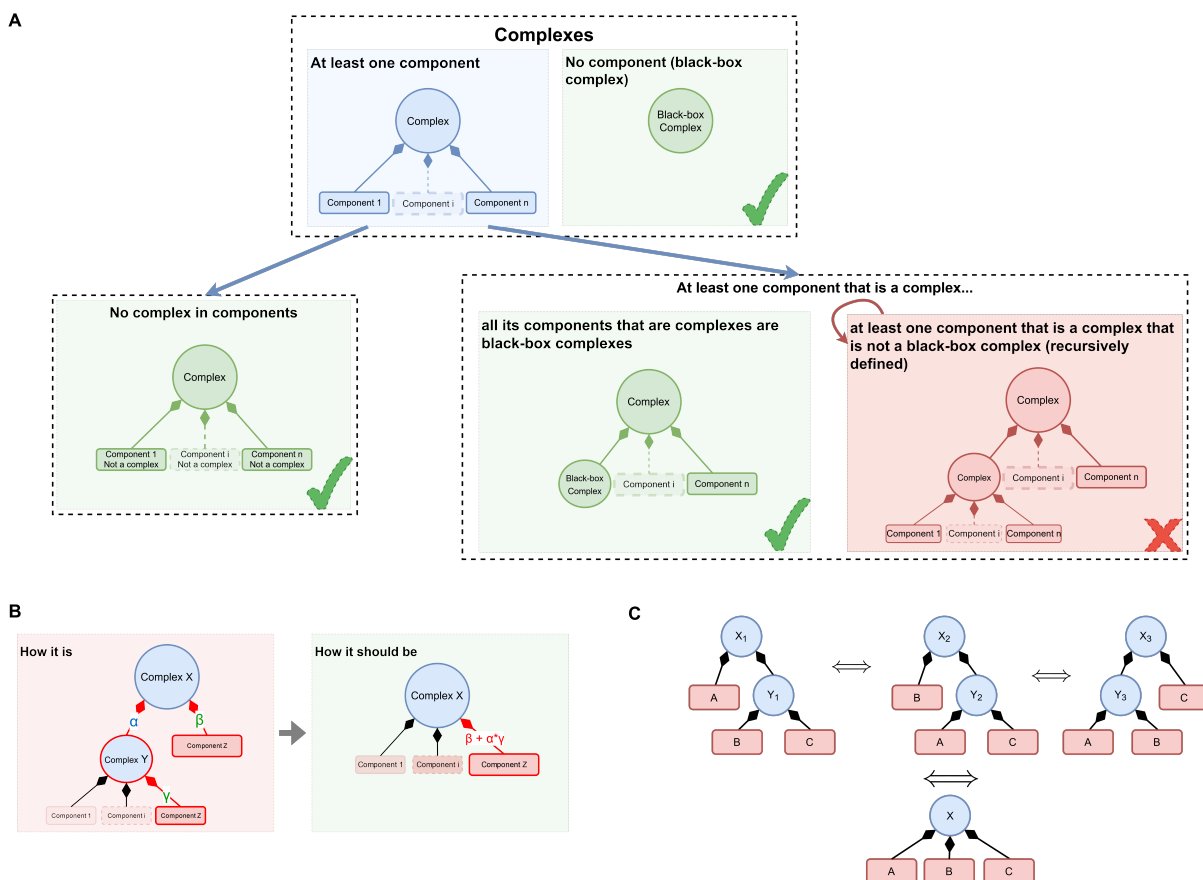 A
Complexes
At least one component
Complex
Component 1
Component i
Component n
No component (black-box
complex)
Black-box
Complex
No complex in components
Complex
Component 1
Not a complex
Component i
Not a complex
Component n
Not a complex
At least one component that is a complex...
all its components that are complexes are
black-box complexes
Complex
Black-box
Complex
Component i
Component n
at least one component that is a complex that
is not a black-box complex (recursively
defined)
Complex
Complex
Component i
Component n
Component 1
Component i
Component n
B
How it is
Complex X
α
β
Component Z
Complex Y
γ
Component 1
Component i
Component Z
How it should be
Complex X
β + α*γ
Component 1
Component i
Component Z
C
X₁
A
Y₁
B
C
⟺
X₂
B
Y₂
A
C
⟺
X₃
Y₃
C
A
B
⟺
X
A
B
C